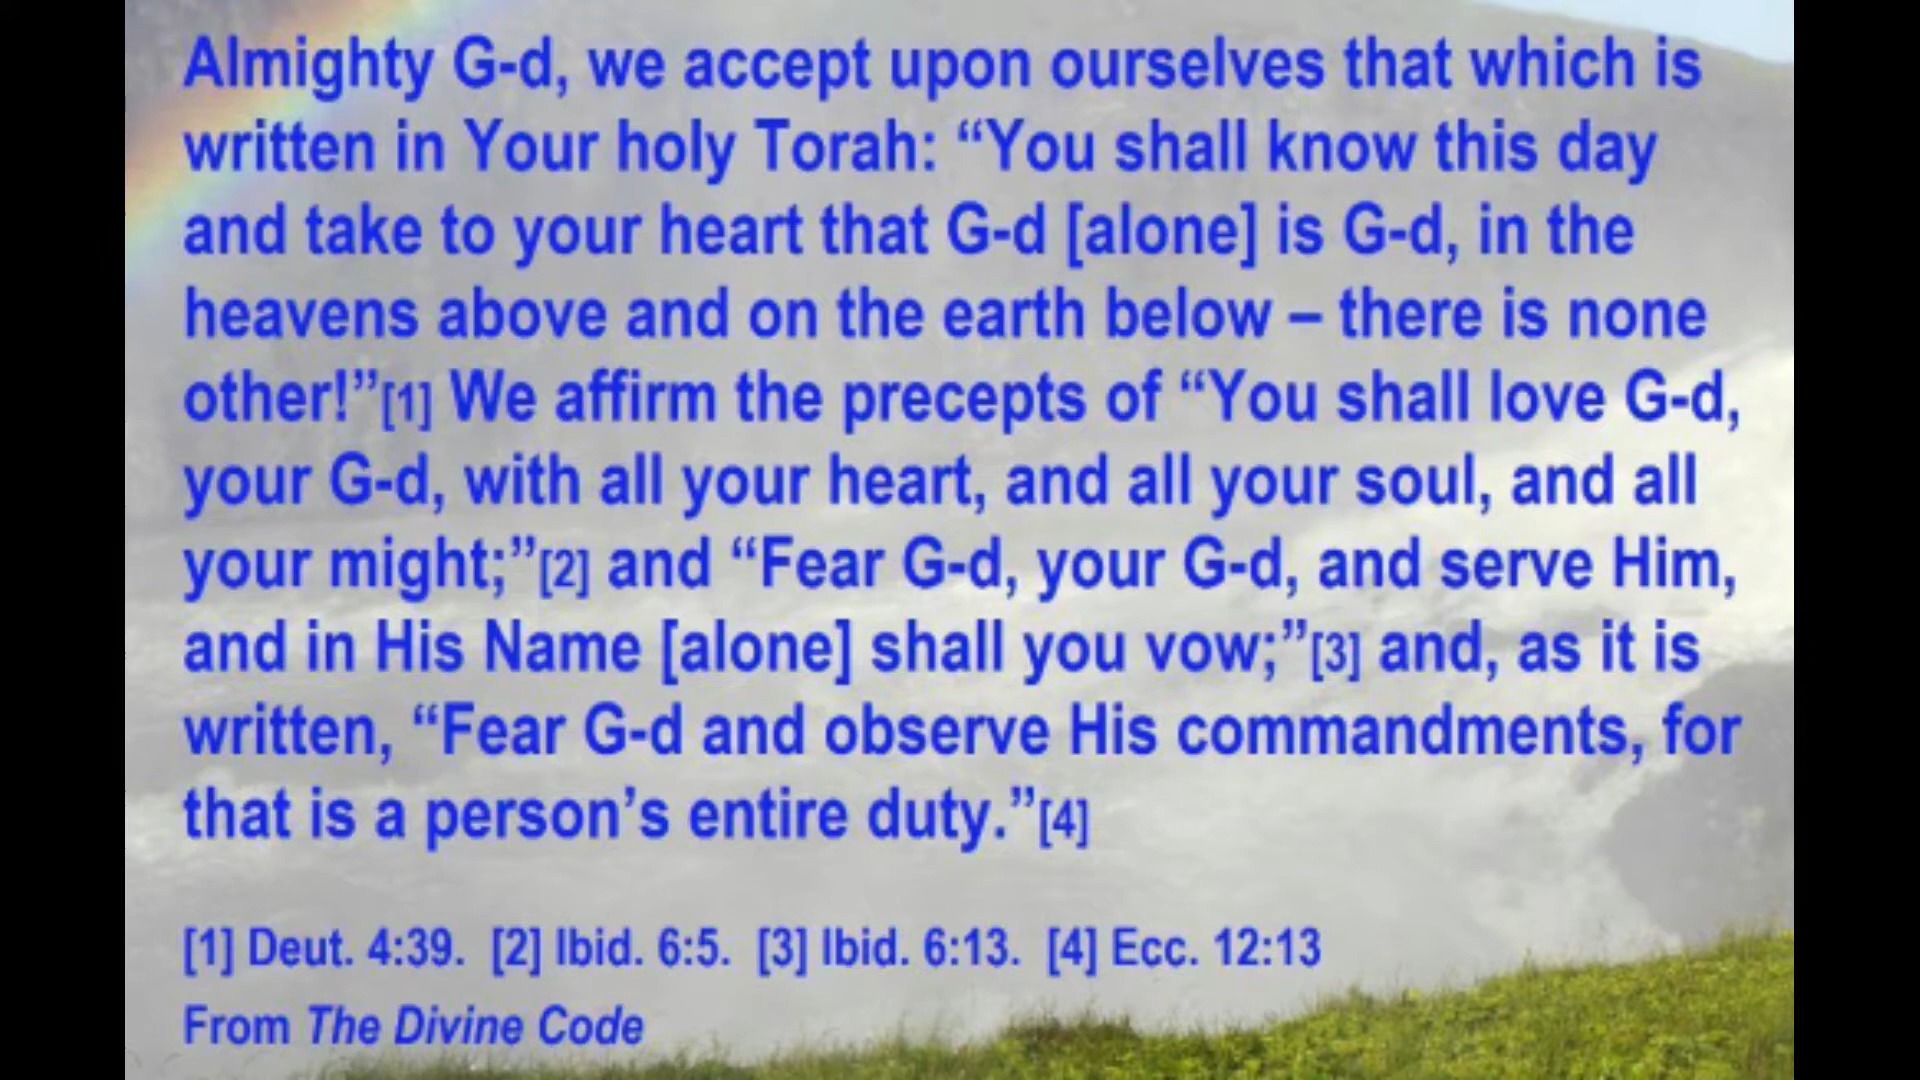 Almighty G-d, we accept upon ourselves that which is
written in Your holy Torah: “You shall know this day
and take to your heart that G-d [alone] is G-d, in the
heavens above and on the earth below – there is none
other!”[1] We affirm the precepts of “You shall love G-d,
your G-d, with all your heart, and all your soul, and all
your might;”[2] and “Fear G-d, your G-d, and serve Him,
and in His Name [alone] shall you vow;”[3] and, as it is
written, “Fear G-d and observe His commandments, for
that is a person’s entire duty.”[4]
[1] Deut. 4:39. [2] Ibid. 6:5. [3] Ibid. 6:13. [4] Ecc. 12:13
From The Divine Code